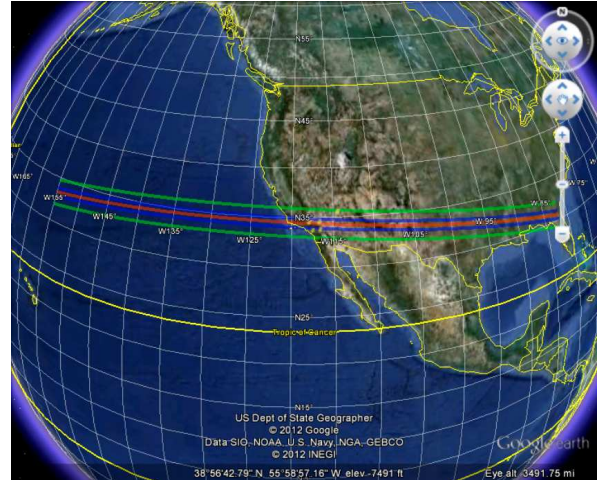 N
N55°
N45°
W165°
W155°
W145°
W135°
W125°
N35°
W115°
W105°
W 95°
W 85°
W 75°
N25°
Tropic of Cancer
N15°
US Dept of State Geographer
© 2012 Google
Data SIO, NOAA, U.S. Navy, NGA, GEBCO
© 2012 INEGI
Google earth
38°56'42.79" N 55°58'57.16" W elev -7491 ft
Eye alt 3491.75 mi